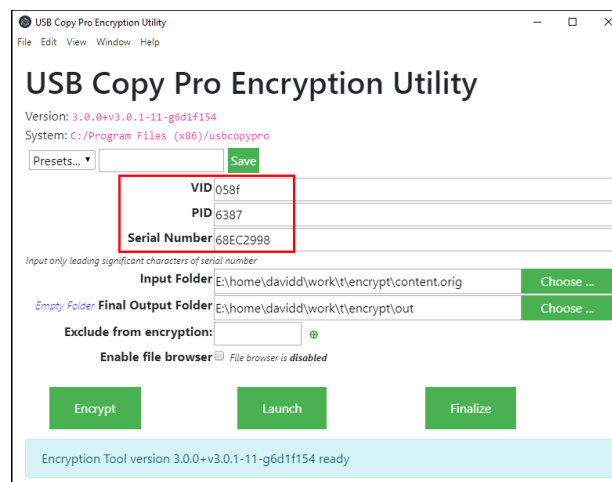 USB Copy Pro Encryption Utility
File Edit View Window Help
USB Copy Pro Encryption Utility
Version: 3.0.0+v3.0.1-11-g6d1f154
System: C:/Program Files (x86)/usbcopypro
Presets... Save
VID 058f
PID 6387
Serial Number 68EC2998
Input only leading significant characters of serial number
Input Folder E:\home\davidd\work\t\encrypt\content.orig Choose ...
Empty Folder Final Output Folder E:\home\davidd\work\t\encrypt\out Choose ...
Exclude from encryption:
Enable file browser File browser is disabled
Encrypt Launch Finalize
Encryption Tool version 3.0.0+v3.0.1-11-g6d1f154 ready